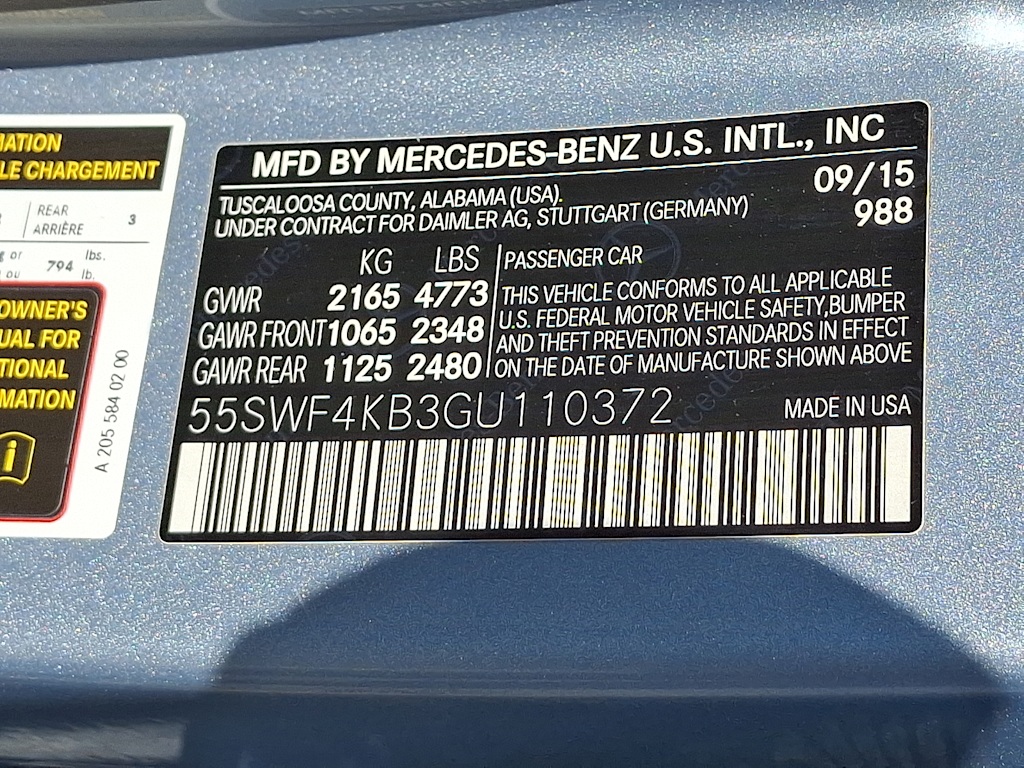 MATION
LE CHARGEMENT
REAR
ARRIÈRE
3
or
lbs.
ou
794
lb.
OWNER'S
UAL FOR
TIONAL
MATION
i
A 205 584 02 00
MFD BY MERCEDES-BENZ U.S. INTL., INC
TUSCALOOSA COUNTY, ALABAMA (USA).
09/15
UNDER CONTRACT FOR DAIMLER AG, STUTTGART (GERMANY)
988
KG LBS
GVWR 2165 4773
GAWR FRONT 1065 2348
GAWR REAR 1125 2480
PASSENGER CAR
THIS VEHICLE CONFORMS TO ALL APPLICABLE
U.S. FEDERAL MOTOR VEHICLE SAFETY,BUMPER
AND THEFT PREVENTION STANDARDS IN EFFECT
ON THE DATE OF MANUFACTURE SHOWN ABOVE
55SWF4KB3GU110372
MADE IN USA